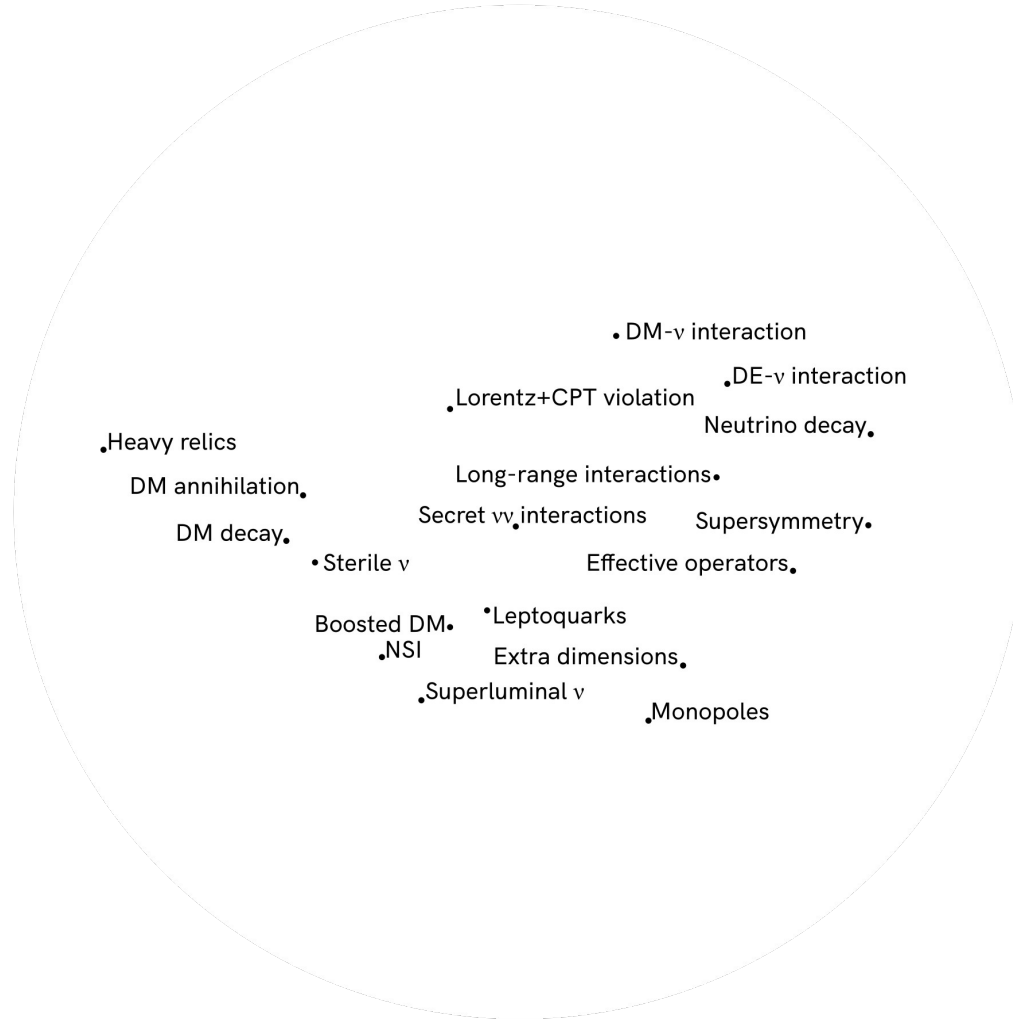 DM-ν interaction
DE-ν interaction
Lorentz+CPT violation
Neutrino decay
Heavy relics
Long-range interactions
DM annihilation
Secret νν interactions
Supersymmetry
DM decay
Sterile ν
Effective operators
Leptoquarks
Boosted DM
NSI
Extra dimensions
Superluminal ν
Monopoles